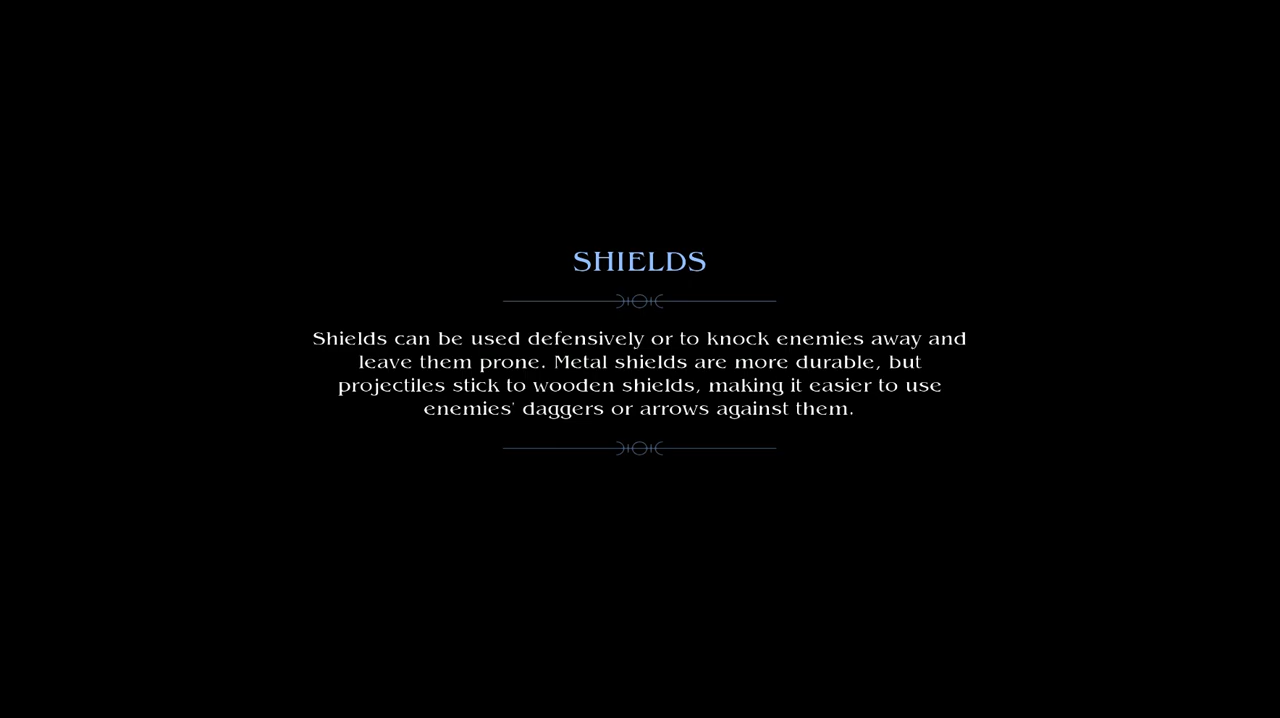 SHIELDS
Shields can be used defensively or to knock enemies away and
leave them prone. Metal shields are more durable, but
projectiles stick to wooden shields, making it easier to use
enemies' daggers or arrows against them.